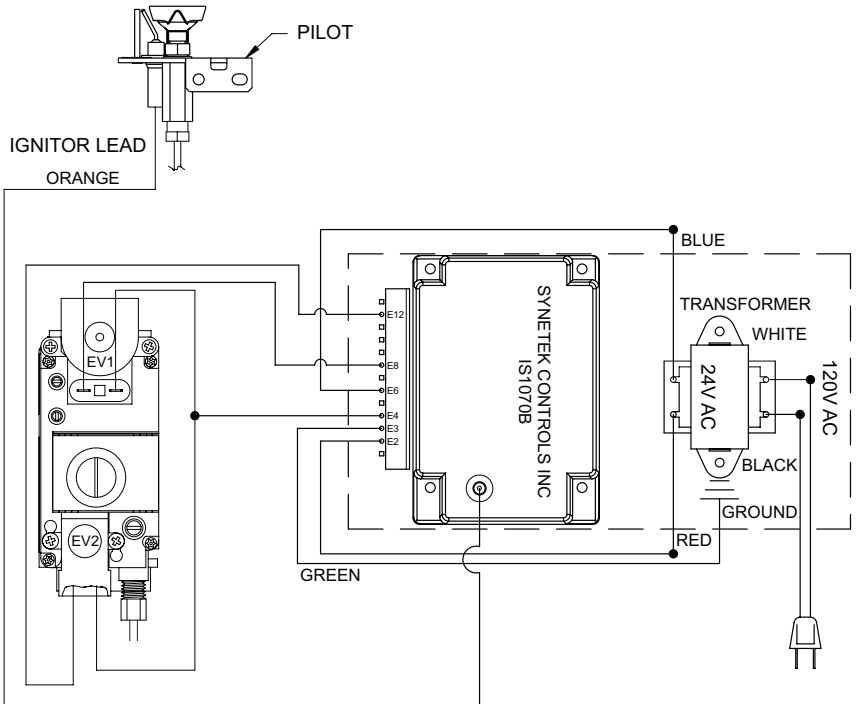 PILOT
IGNITOR LEAD
ORANGE
BLUE
TRANSFORMER
WHITE
24V AC
120V AC
BLACK
GROUND
RED
GREEN
SYNETEK CONTROLS INC
IS1070B
E12
E8
E6
E4
E3
E2
EV1
EV2